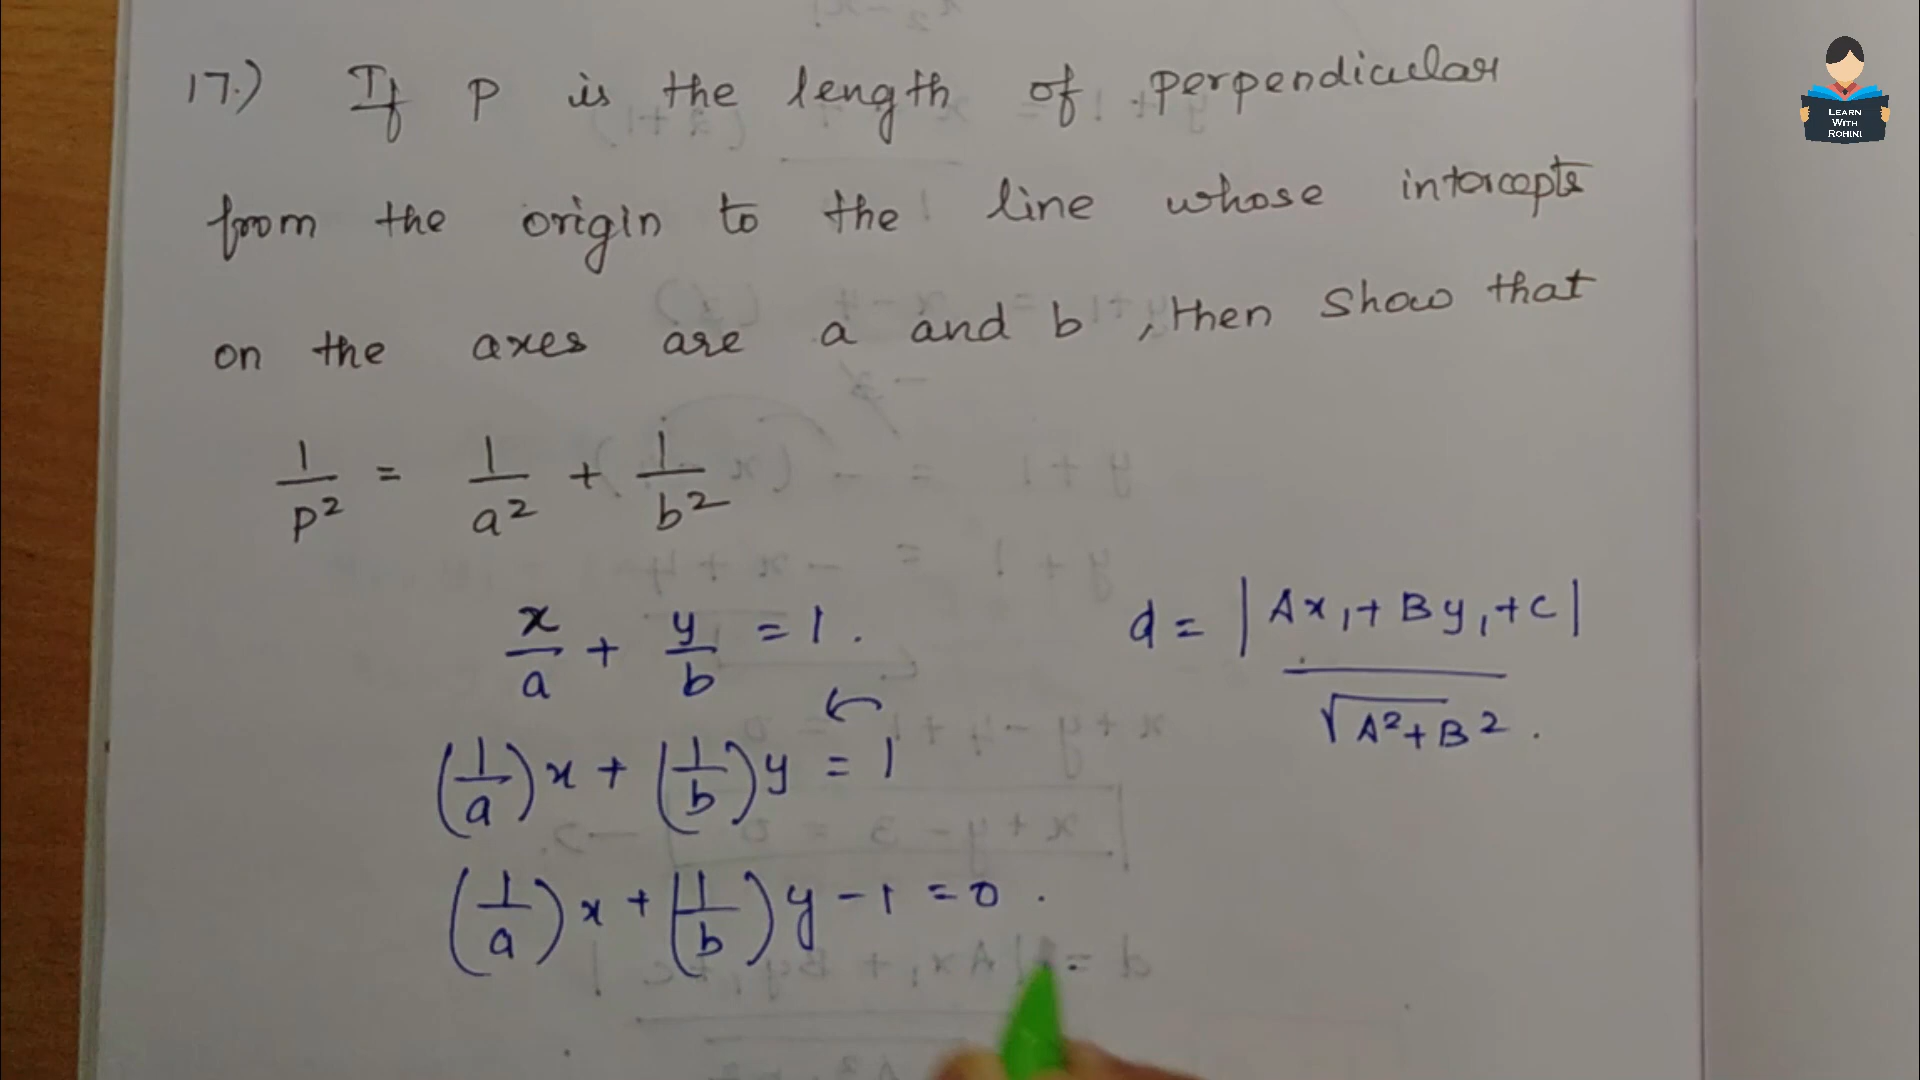 17.) If p is the length of perpendicular
from the origin to the line whose intercepts
on the axes are a and b, then show that
1/p² = 1/a² + 1/b²
x/a + y/b = 1.
d = |Ax₁ + By₁ + C| / √A²+B².
(1/a)x + (1/b)y = 1
(1/a)x + (1/b)y - 1 = 0.
LEARN
WITH
ROHINI